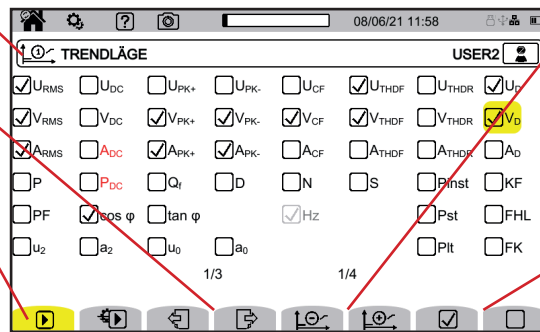 ? 08/06/21 11:58
1 TRENDLÄGE USER2 2
URMS UDC UPK+ UPK- UCF UTHDF UTHDR UD
VRMS VDC VPK+ VPK- VCF VTHDF VTHDR VD
ARMS ADC APK+ APK- ACF ATHDF ATHDR AD
P PDC Qf D N S Pinst KF
PF cos φ tan φ Hz Pst FHL
u2 a2 u0 a0 Plt FK
1/3 1/4